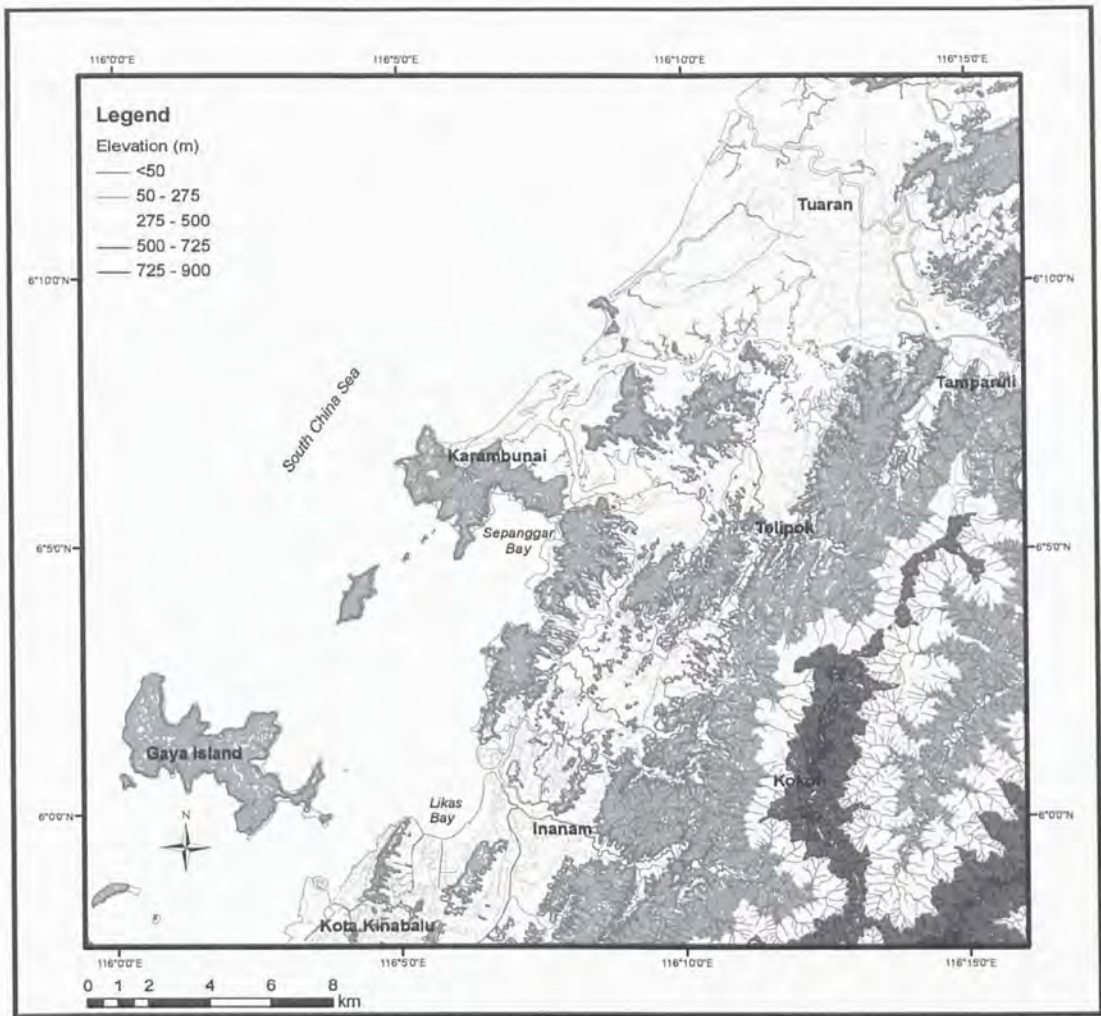 116°0'0"E 116°5'0"E 116°10'0"E 116°15'0"E
Legend
Elevation (m)
<50
50 - 275
275 - 500
500 - 725
725 - 900
Tuaran
6°10'0"N 6°10'0"N
Tamparuli
South China Sea
Karambunai
Telipok
Sepanggar
Bay
6°5'0"N 6°5'0"N
Gaya Island
Kokol
Likas
Bay
6°0'0"N 6°0'0"N
N
Inanam
Kota Kinabalu
116°0'0"E 116°5'0"E 116°10'0"E 116°15'0"E
0 1 2 4 6 8
km